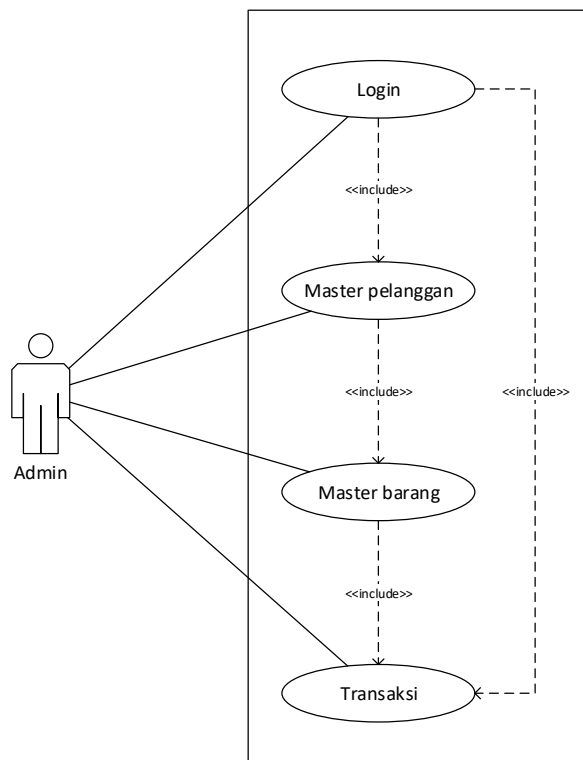 Login
<<include>>
Master pelanggan
<<include>>
<<include>>
Admin
Master barang
<<include>>
Transaksi